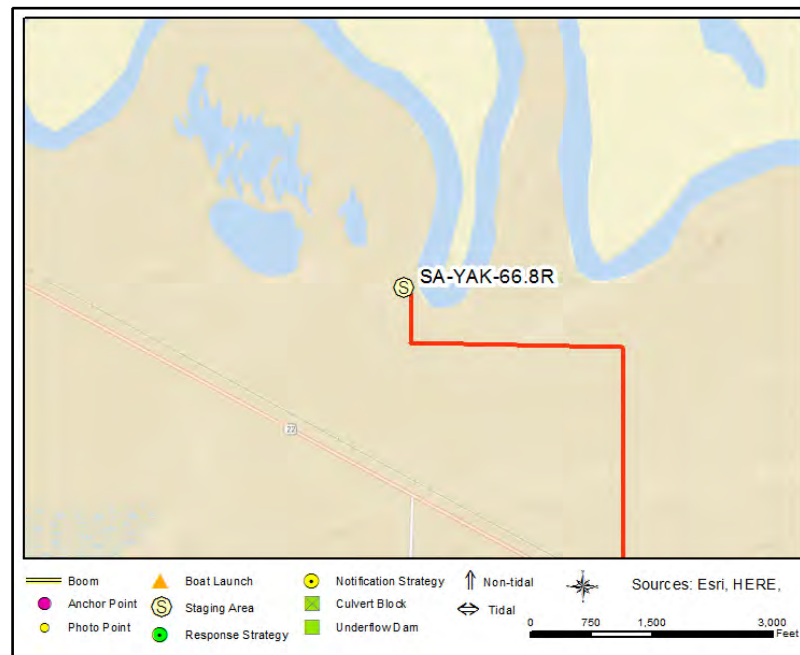 SA-YAK-66.8R
22
Boom
Anchor Point
Photo Point
Boat Launch
S Staging Area
Response Strategy
Notification Strategy
Culvert Block
Underflow Dam
Non-tidal
Tidal
Sources: Esri, HERE,
0 750 1,500 3,000
Feet